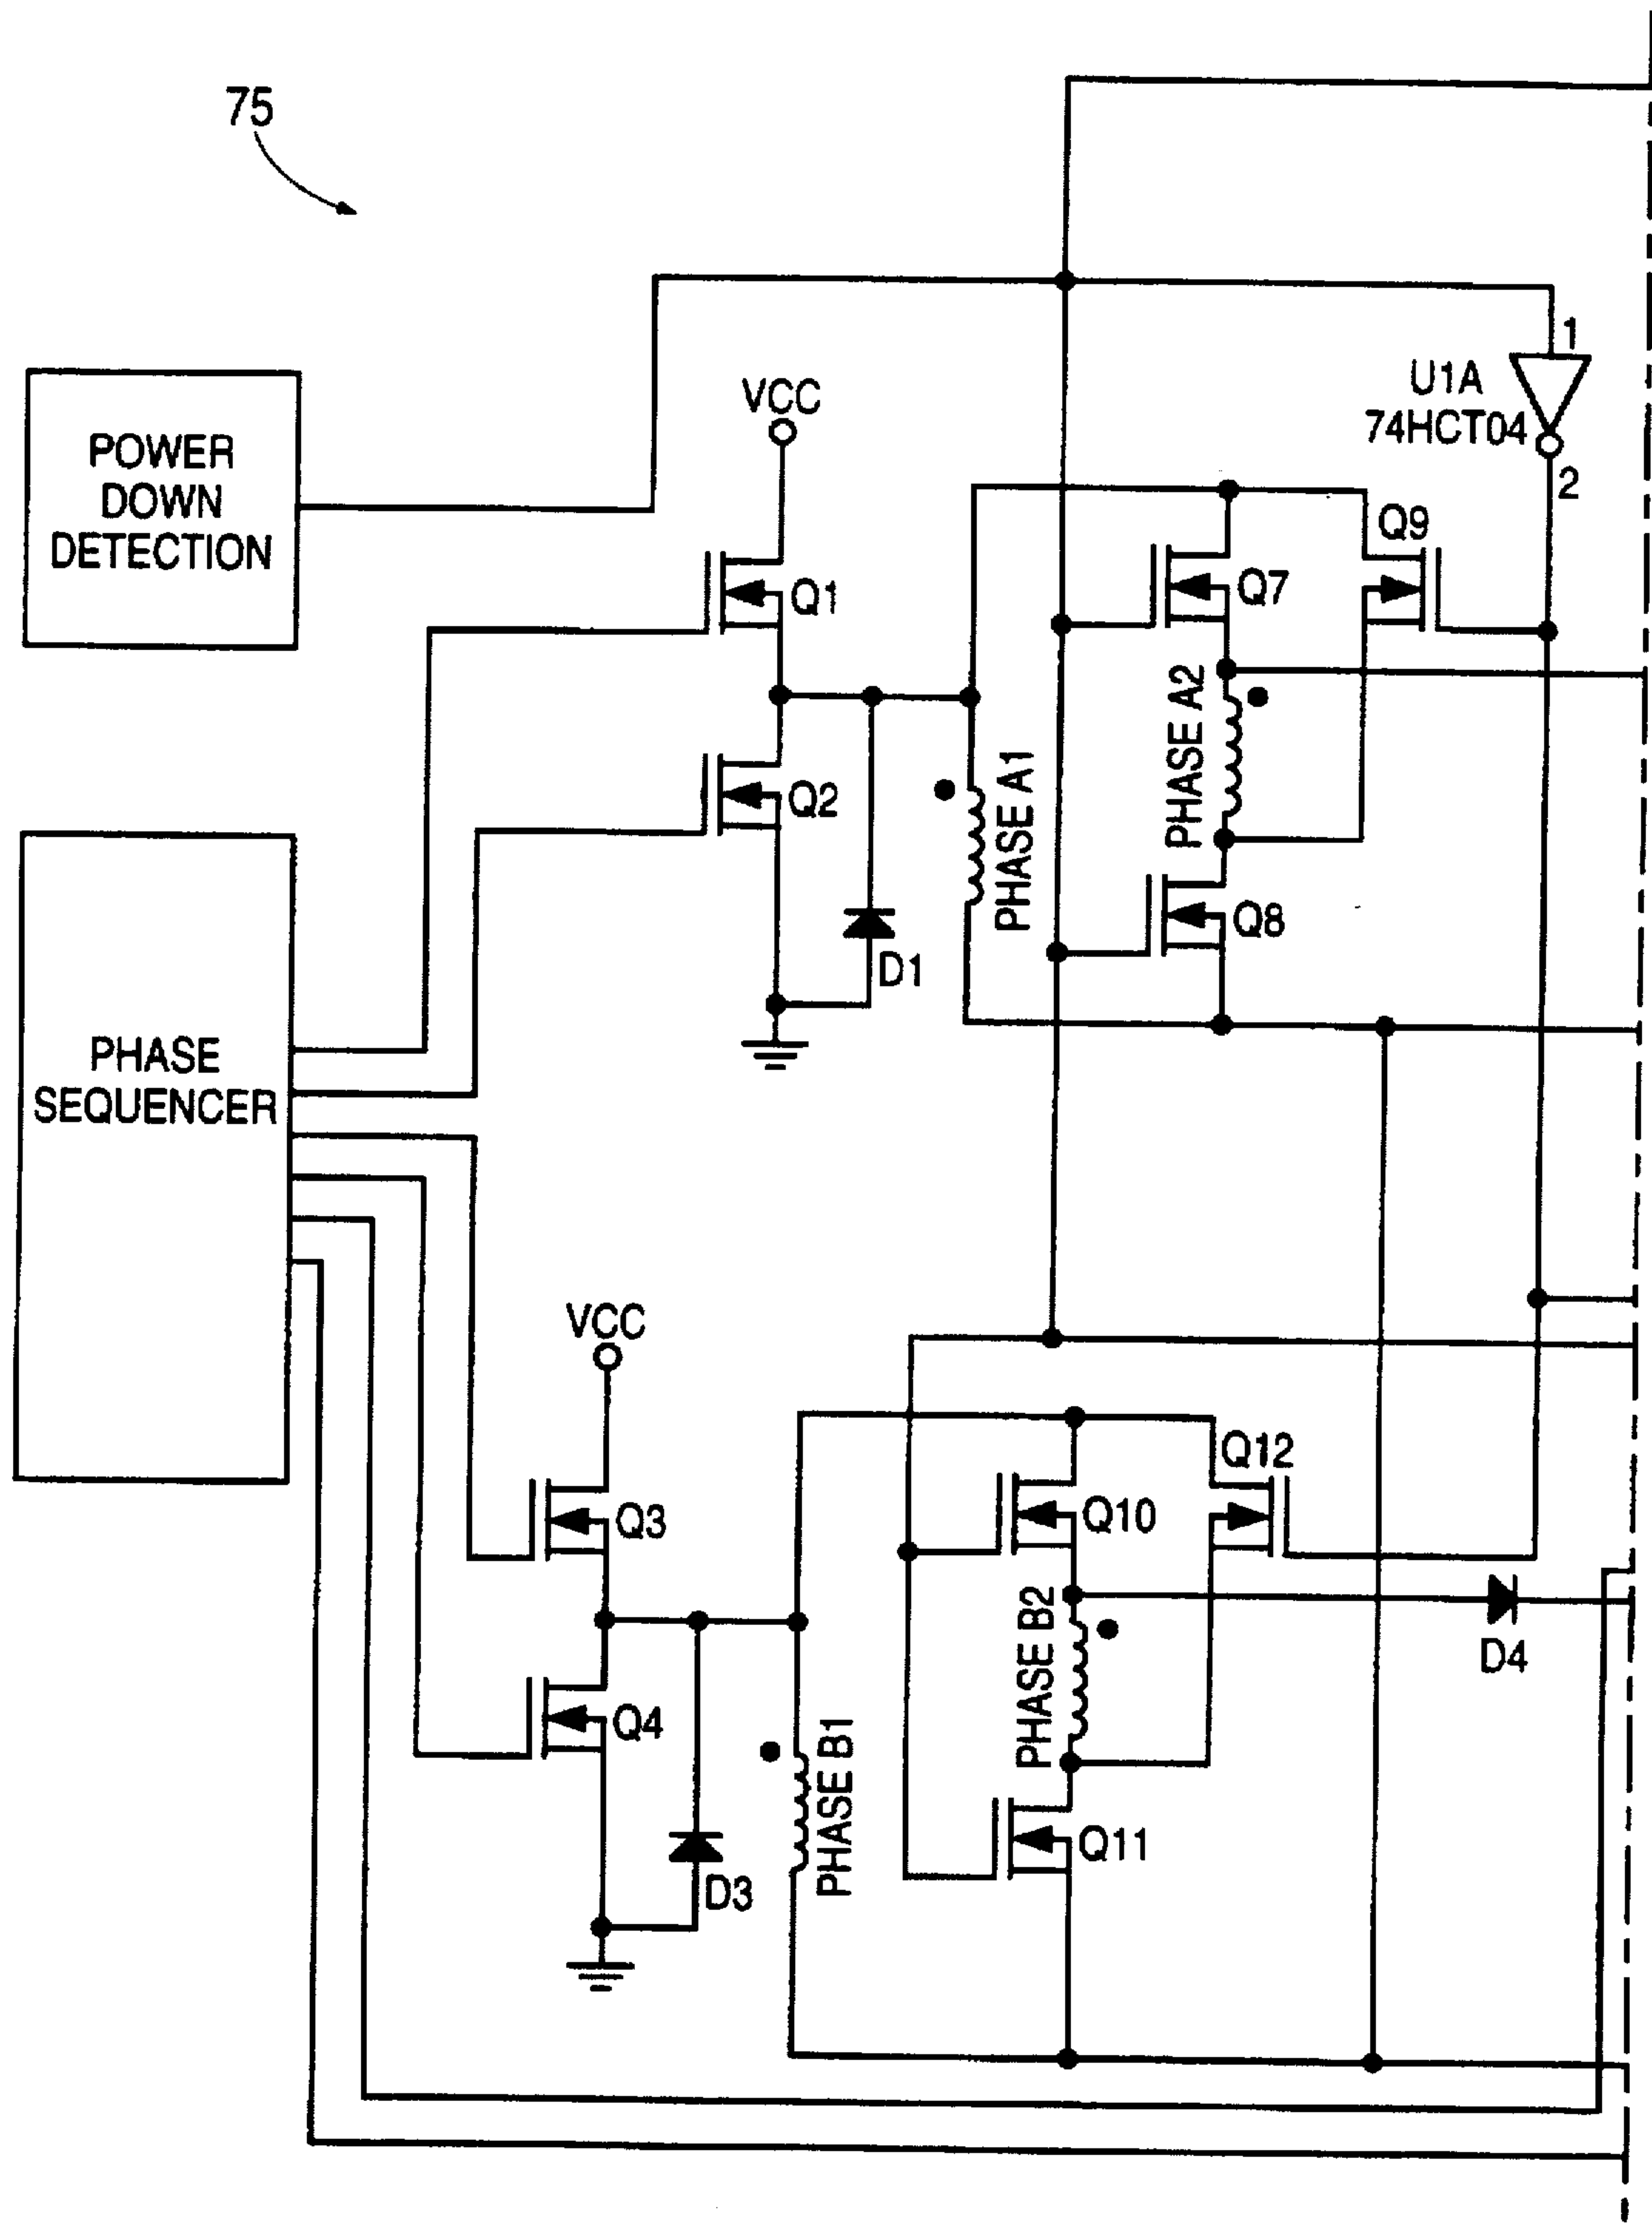 75
1
U1A
74HCT04
2
VCC
POWER
DOWN
DETECTION
Q1
Q7
Q9
PHASE A2
Q2
PHASE A1
Q8
D1
PHASE
SEQUENCER
VCC
Q12
Q10
Q3
PHASE B2
D4
Q4
PHASE B1
Q11
D3